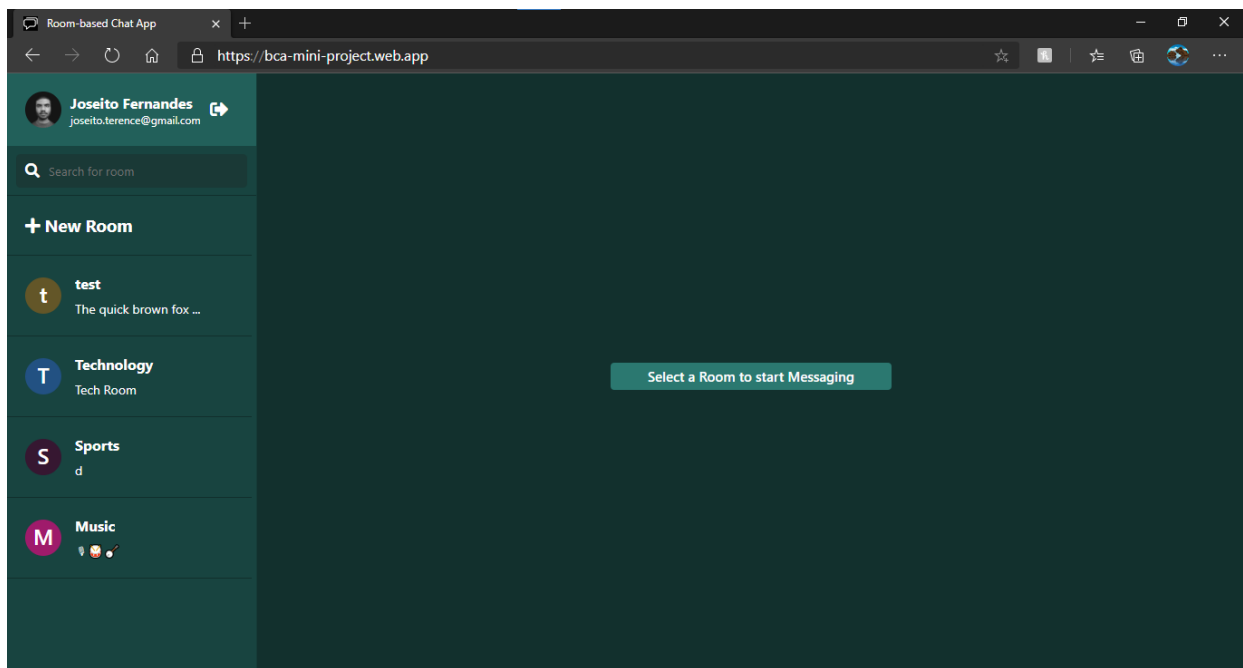 Room-based Chat App
https://bca-mini-project.web.app
Joseito Fernandes
joseito.terence@gmail.com
Search for room
New Room
t
test
The quick brown fox ...
T
Technology
Tech Room
S
Sports
d
M
Music
Select a Room to start Messaging